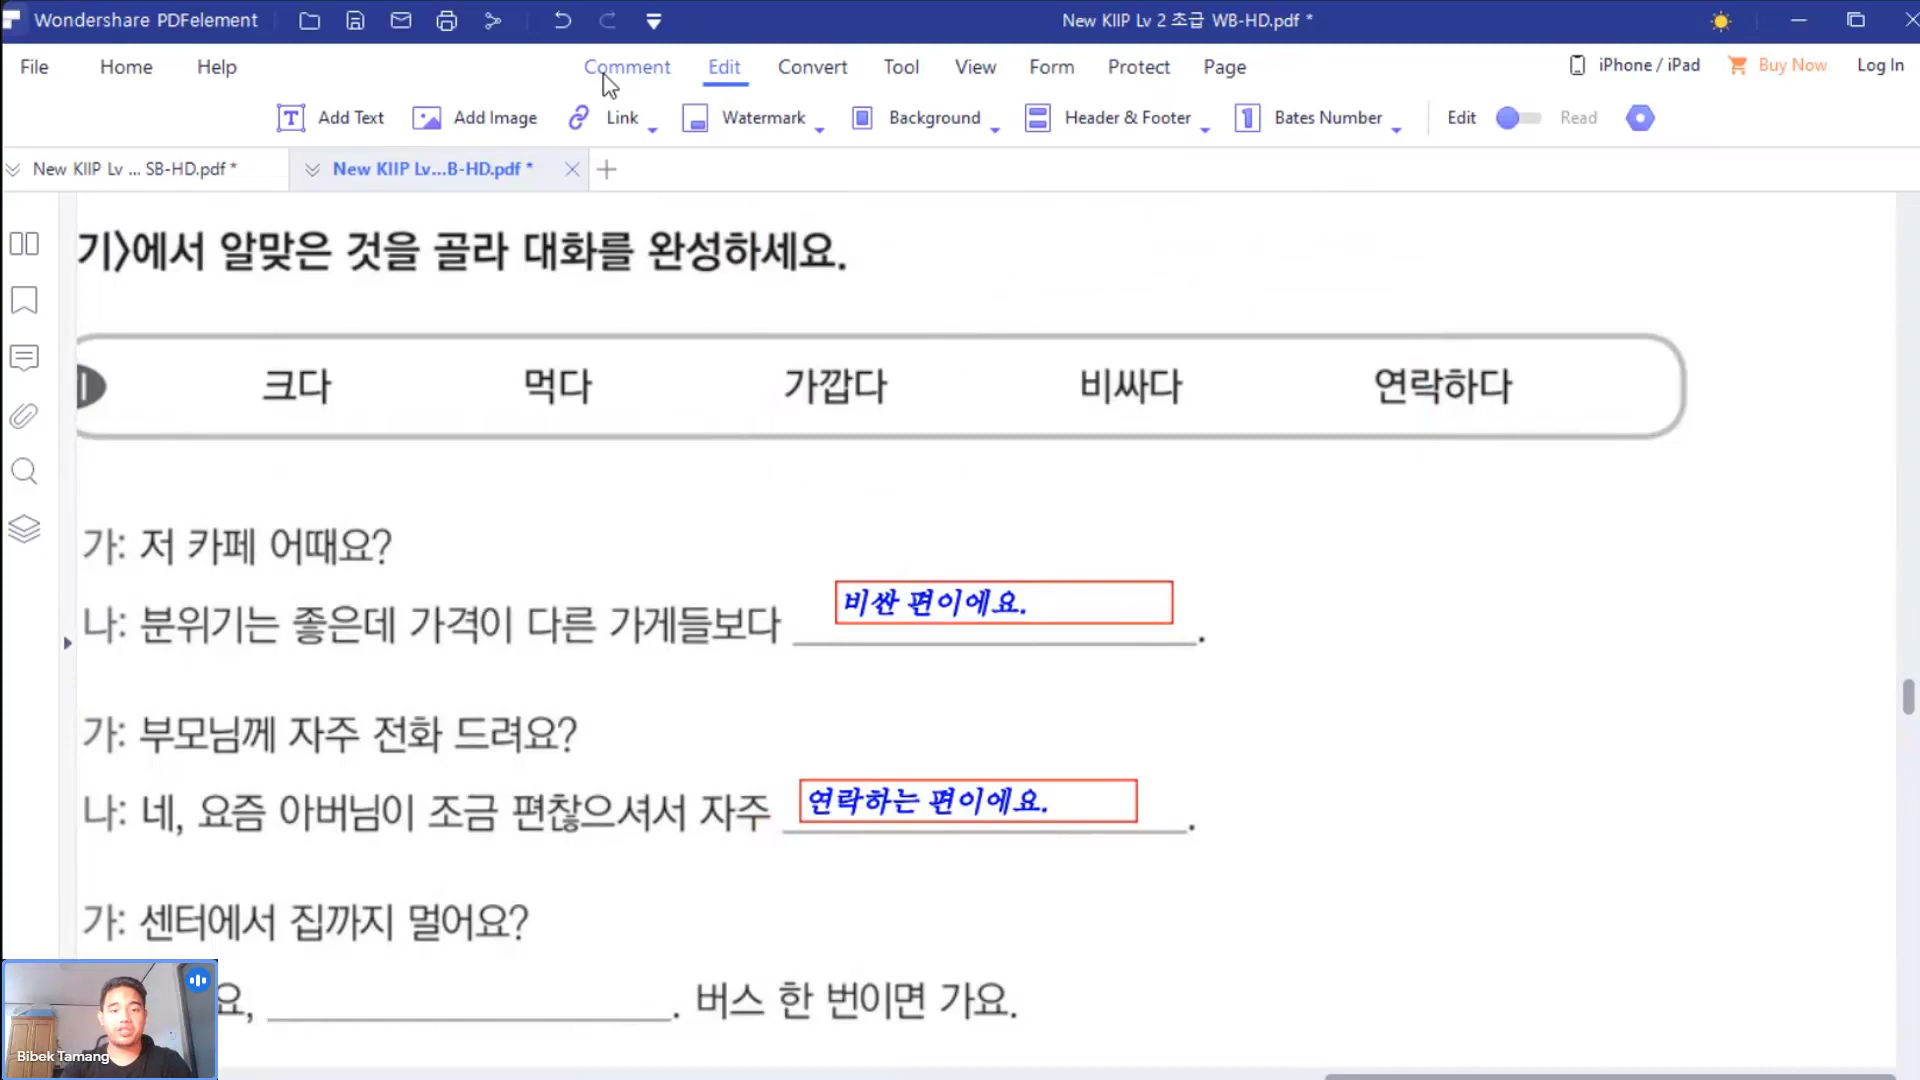 Wondershare PDFelement
New KIIP Lv 2 초급 WB-HD.pdf *
File Home Help Comment Edit Convert Tool View Form Protect Page iPhone / iPad Buy Now Log In
Add Text Add Image Link Watermark Background Header & Footer Bates Number Edit Read
New KIIP Lv ... SB-HD.pdf * New KIIP Lv...B-HD.pdf *
기〉에서 알맞은 것을 골라 대화를 완성하세요.
크다 먹다 가깝다 비싸다 연락하다
가: 저 카페 어때요?
나: 분위기는 좋은데 가격이 다른 가게들보다 비싼 편이에요. .
가: 부모님께 자주 전화 드려요?
나: 네, 요즘 아버님이 조금 편찮으셔서 자주 연락하는 편이에요. .
가: 센터에서 집까지 멀어요?
요, . 버스 한 번이면 가요.
Bibek Tamang